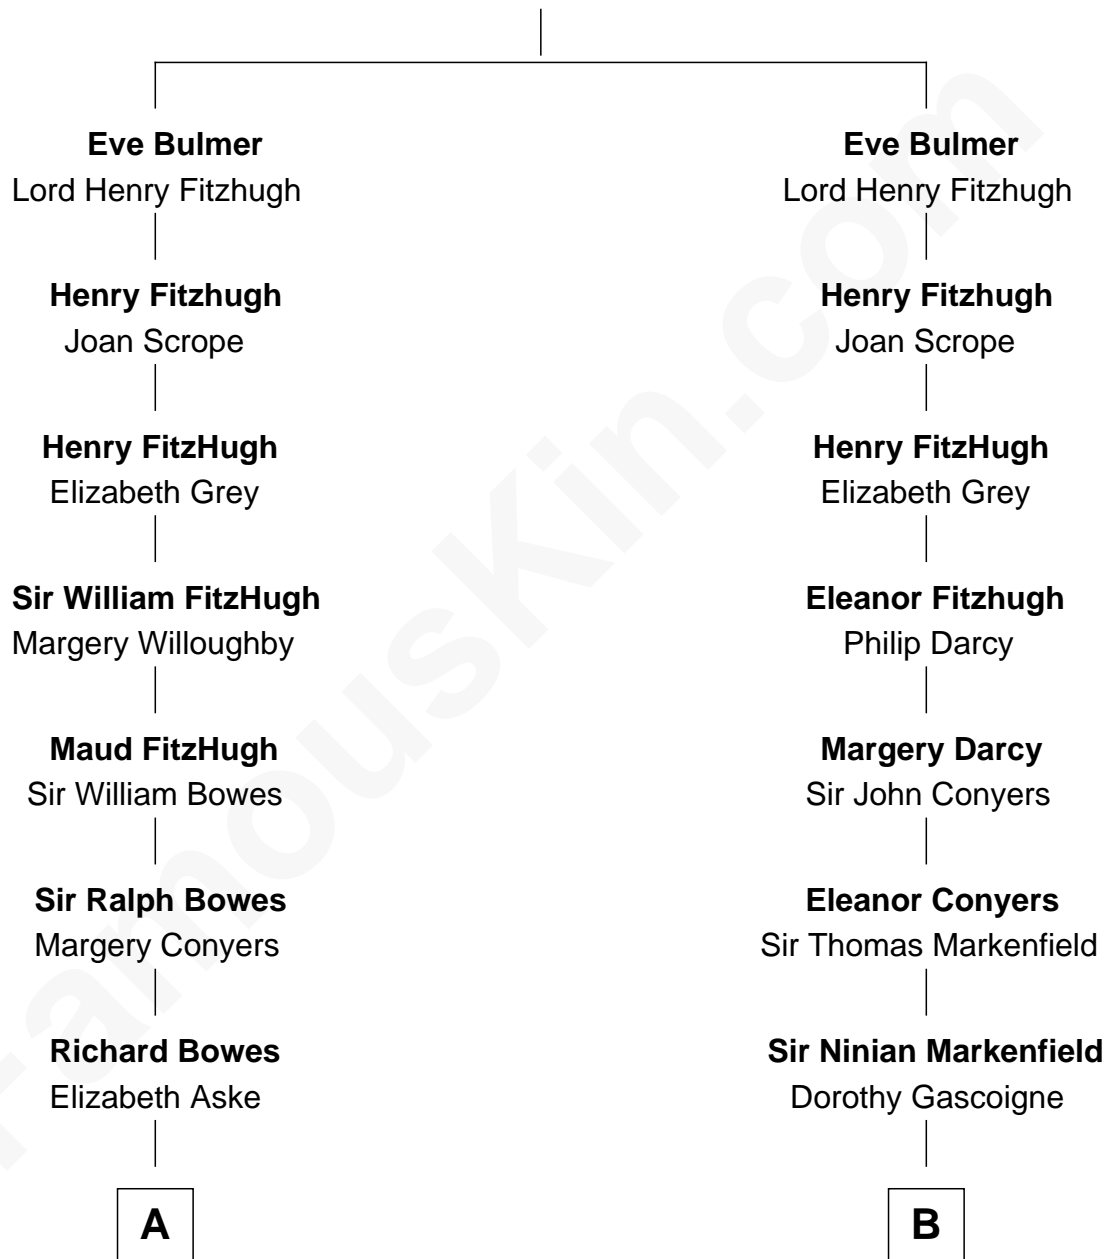 Eve Bulmer
Lord Henry Fitzhugh
Henry Fitzhugh
Joan Scrope
Henry FitzHugh
Elizabeth Grey
Sir William FitzHugh
Margery Willoughby
Maud FitzHugh
Sir William Bowes
Sir Ralph Bowes
Margery Conyers
Richard Bowes
Elizabeth Aske
A
Eve Bulmer
Lord Henry Fitzhugh
Henry Fitzhugh
Joan Scrope
Henry FitzHugh
Elizabeth Grey
Eleanor Fitzhugh
Philip Darcy
Margery Darcy
Sir John Conyers
Eleanor Conyers
Sir Thomas Markenfield
Sir Ninian Markenfield
Dorothy Gascoigne
B
FamousKin.com